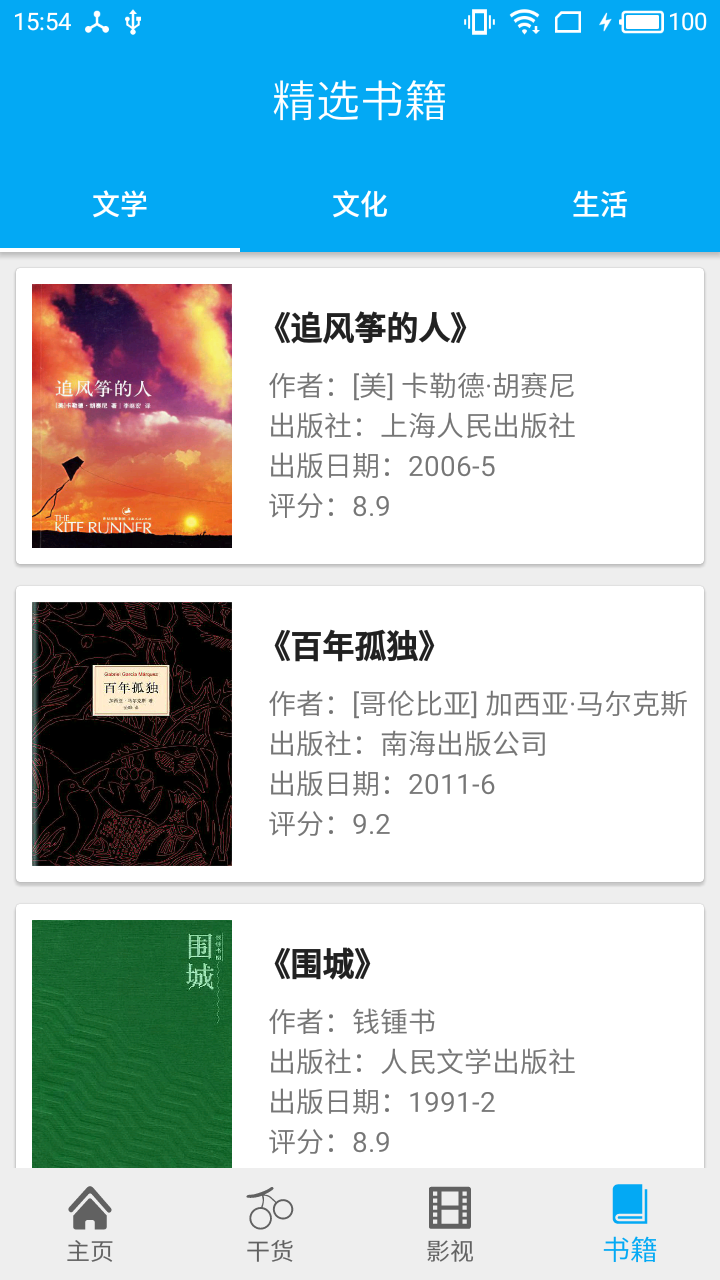 15:54
100
精选书籍
文学
文化
生活
追风筝的人
[美]卡勒德·胡赛尼 著 | 李继宏 译
THE
KITE RUNNER
《追风筝的人》
作者：[美] 卡勒德·胡赛尼
出版社：上海人民出版社
出版日期：2006-5
评分：8.9
Gabriel García Márquez
百年孤独
加西亚·马尔克斯 著
《百年孤独》
作者：[哥伦比亚] 加西亚·马尔克斯
出版社：南海出版公司
出版日期：2011-6
评分：9.2
围城
《围城》
作者：钱锺书
出版社：人民文学出版社
出版日期：1991-2
评分：8.9
主页
干货
影视
书籍